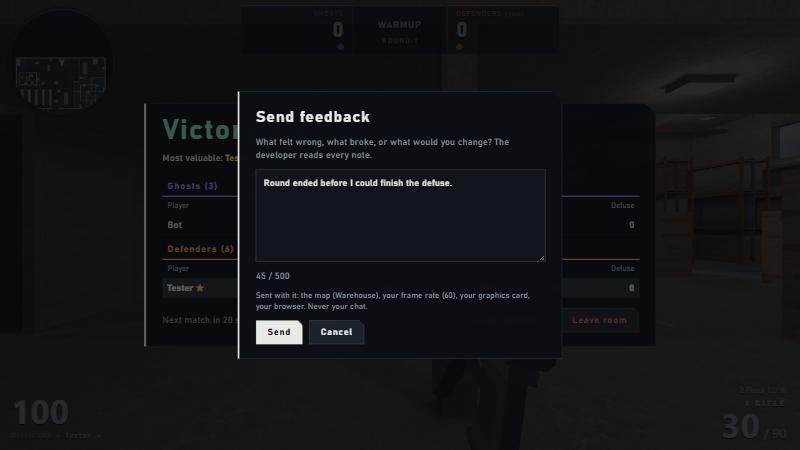 GHOSTS
0
WARMUP
ROUND 1
DEFENDERS (you)
0
Victor
Most valuable: Tes
Ghosts (3)
Player
Defuse
Bot
0
Defenders (6)
Player
Defuse
Tester ★
0
Next match in 20 s
Leave room
Send feedback
What felt wrong, what broke, or what would you change? The
developer reads every note.
Round ended before I could finish the defuse.
45 / 500
Sent with it: the map (Warehouse), your frame rate (60), your graphics card,
your browser. Never your chat.
Send
Cancel
100
Tester
RIFLE
30 / 90